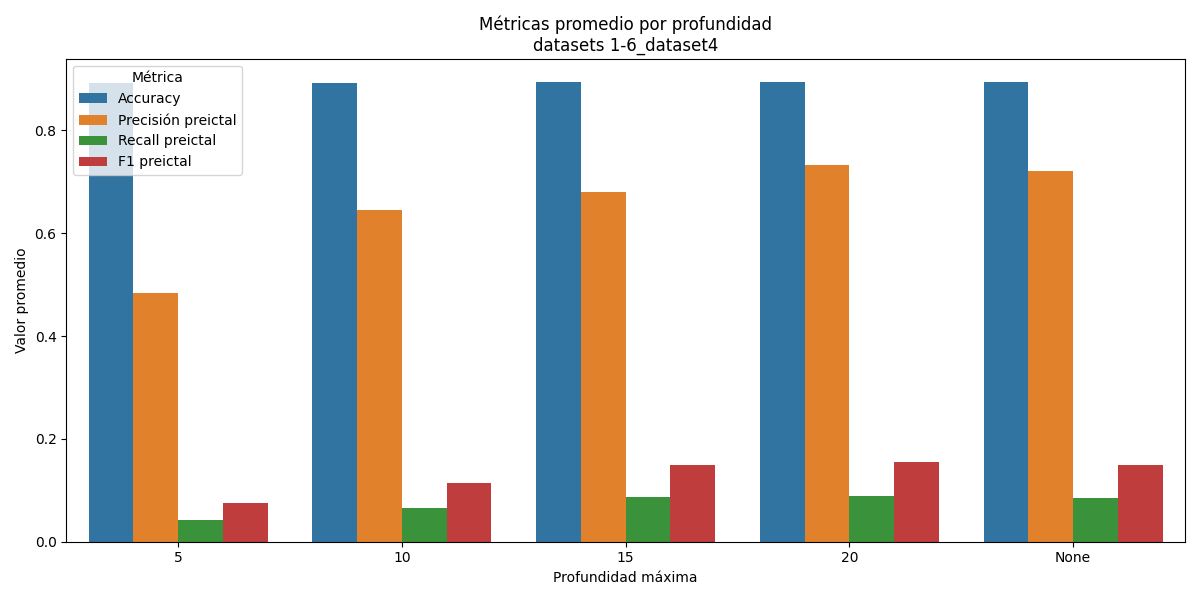 Métricas promedio por profundidad
datasets 1-6_dataset4
Métrica
Accuracy
Precisión preictal
Recall preictal
F1 preictal
Valor promedio
0.8
0.6
0.4
0.2
0.0
5
10
15
20
None
Profundidad máxima